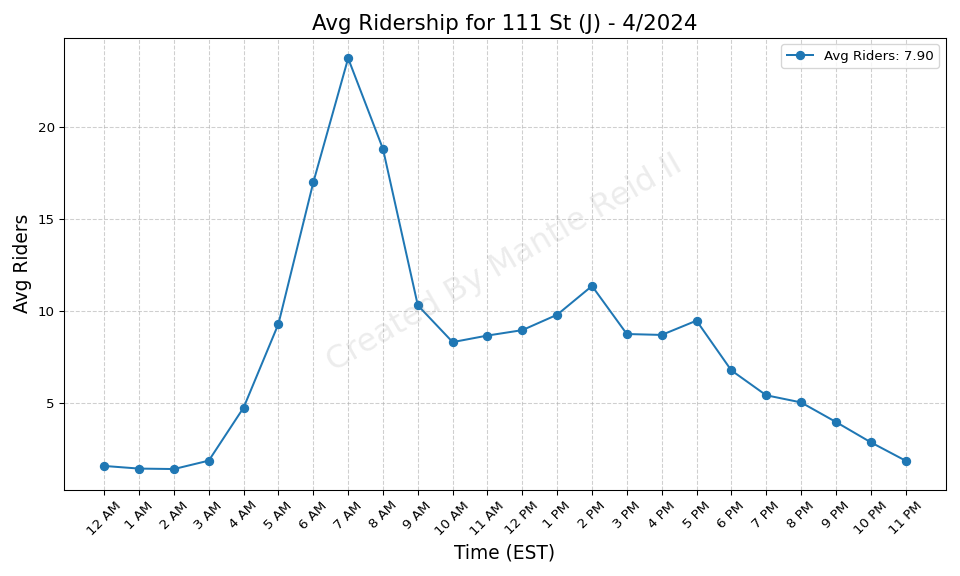 Avg Ridership for 111 St (J) - 4/2024
Avg Riders: 7.90
20
15
10
5
Avg Riders
Created By Mantle Reid II
12 AM
1 AM
2 AM
3 AM
4 AM
5 AM
6 AM
7 AM
8 AM
9 AM
10 AM
11 AM
12 PM
1 PM
2 PM
3 PM
4 PM
5 PM
6 PM
7 PM
8 PM
9 PM
10 PM
11 PM
Time (EST)